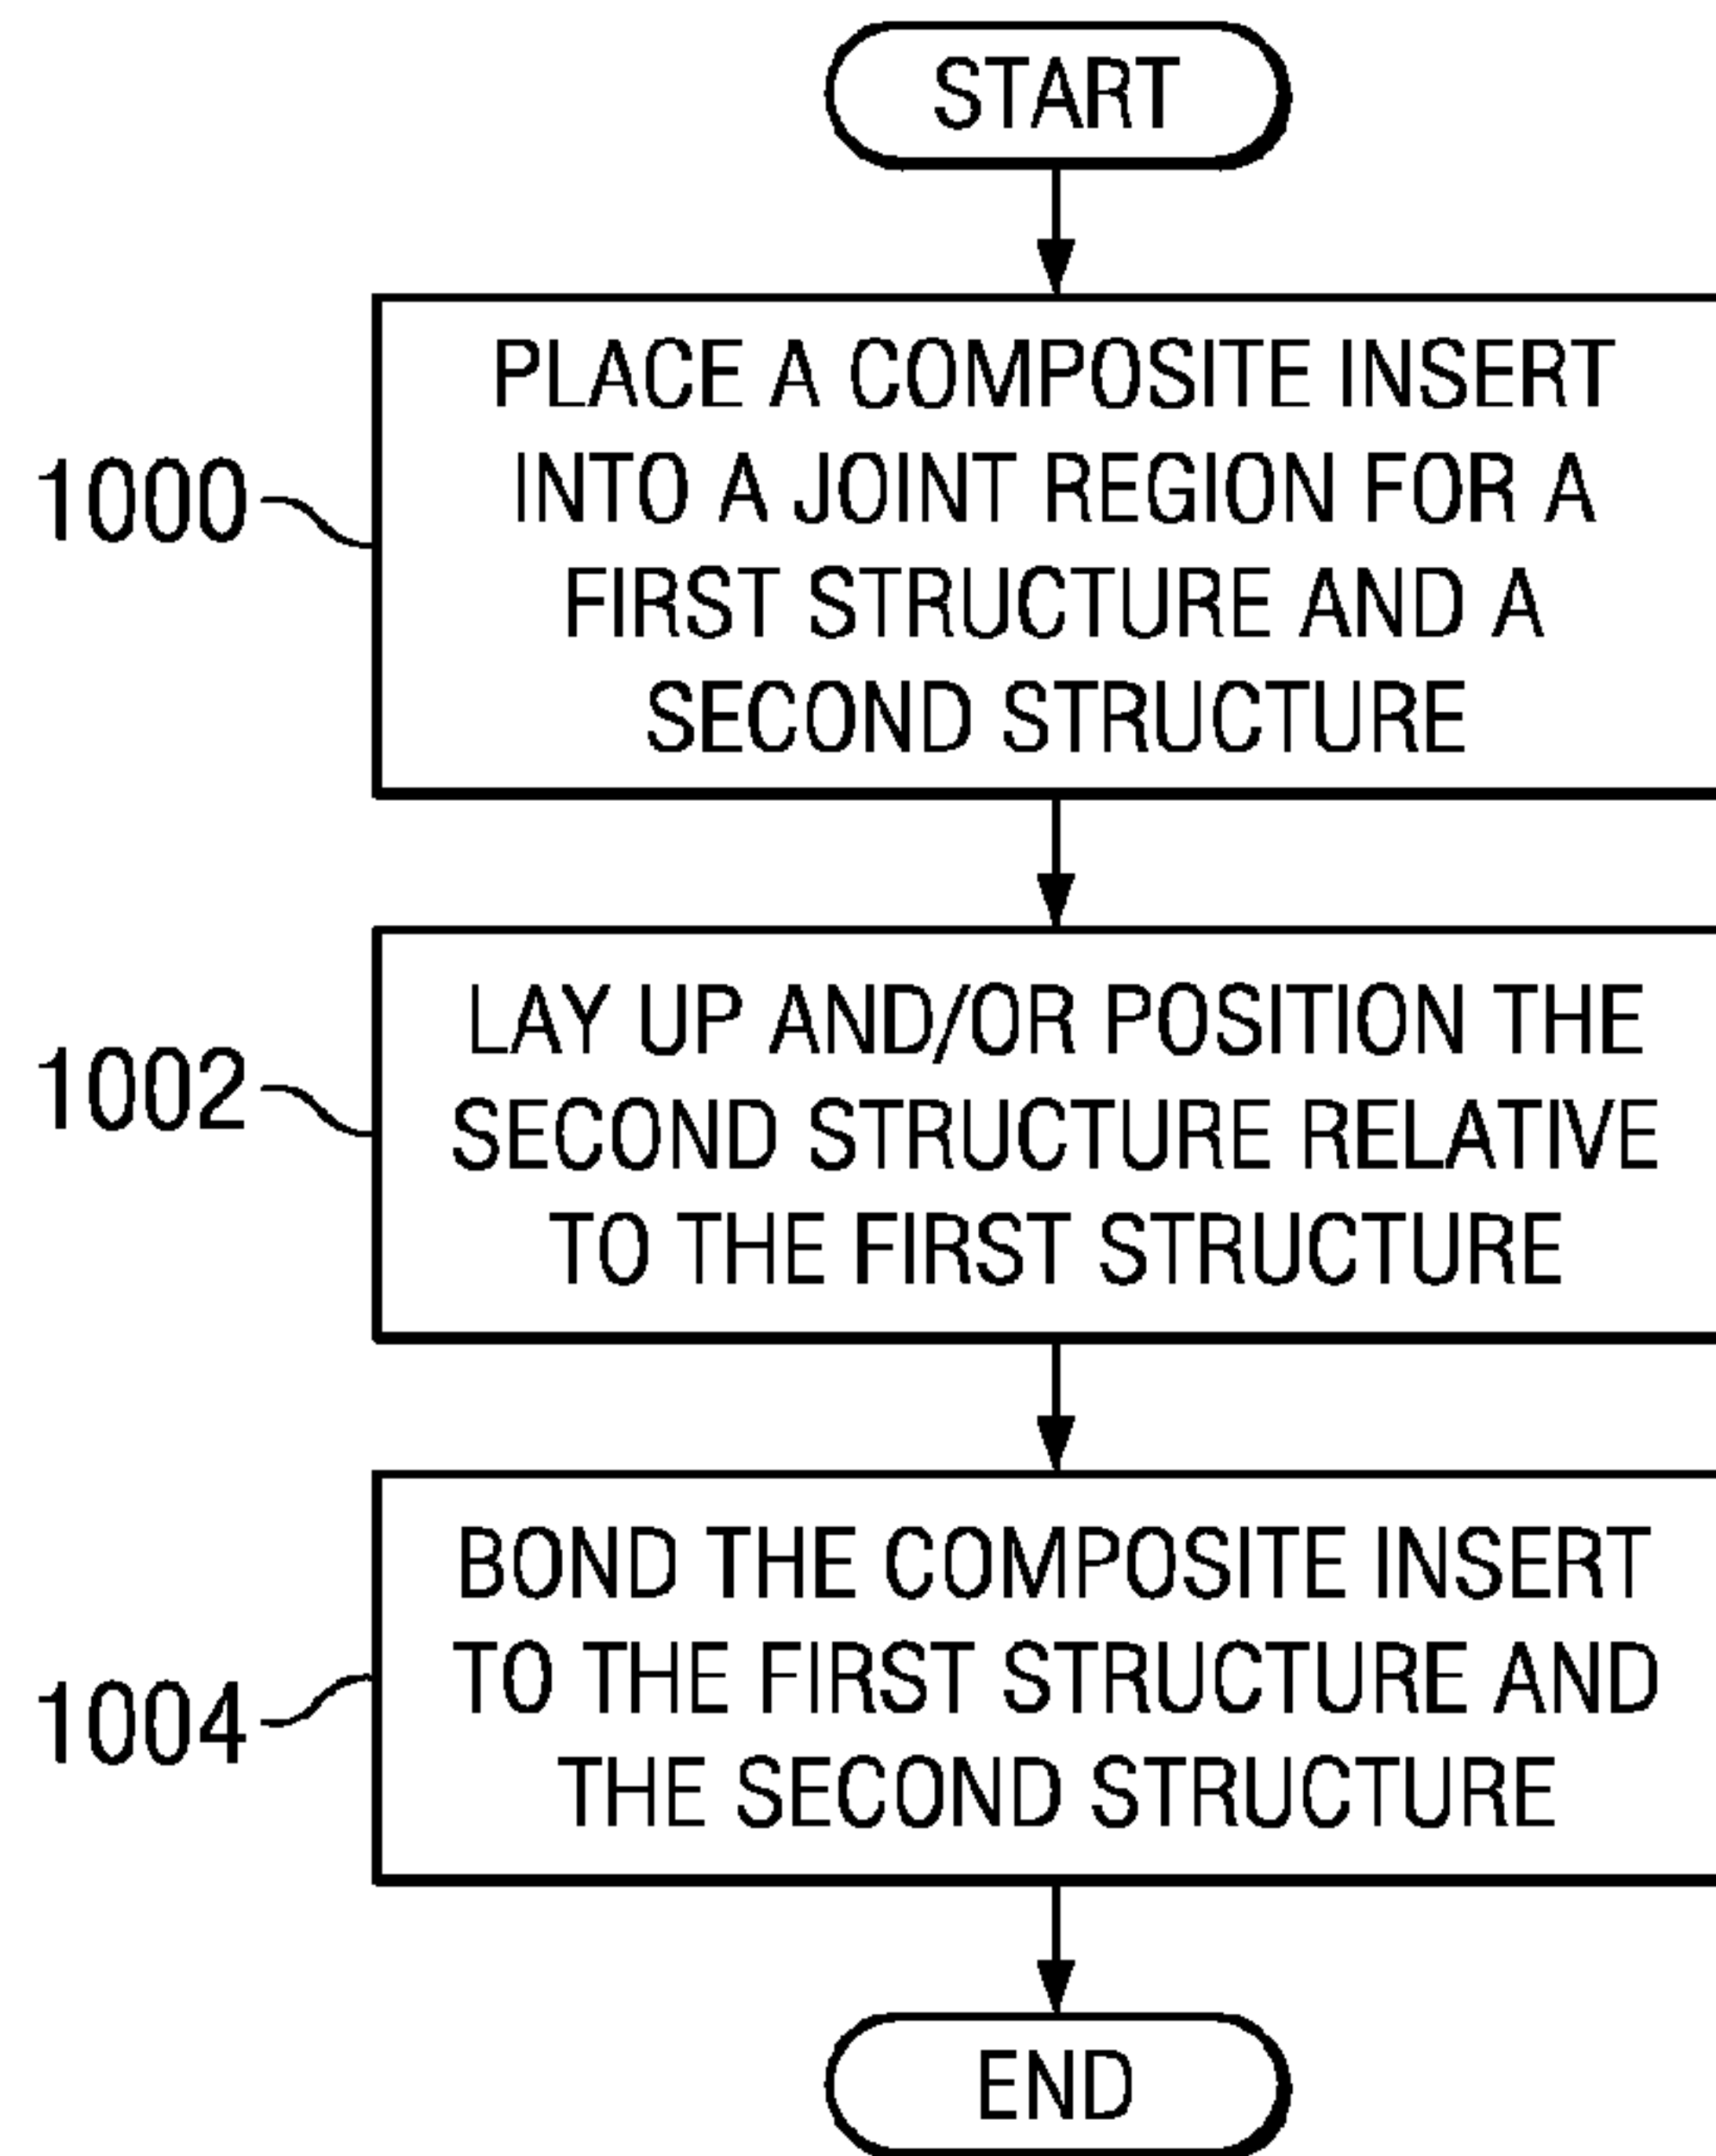 START
PLACE A COMPOSITE INSERT
INTO A JOINT REGION FOR A
FIRST STRUCTURE AND A
SECOND STRUCTURE
1000
LAY UP AND/OR POSITION THE
SECOND STRUCTURE RELATIVE
TO THE FIRST STRUCTURE
1002
BOND THE COMPOSITE INSERT
TO THE FIRST STRUCTURE AND
THE SECOND STRUCTURE
1004
END